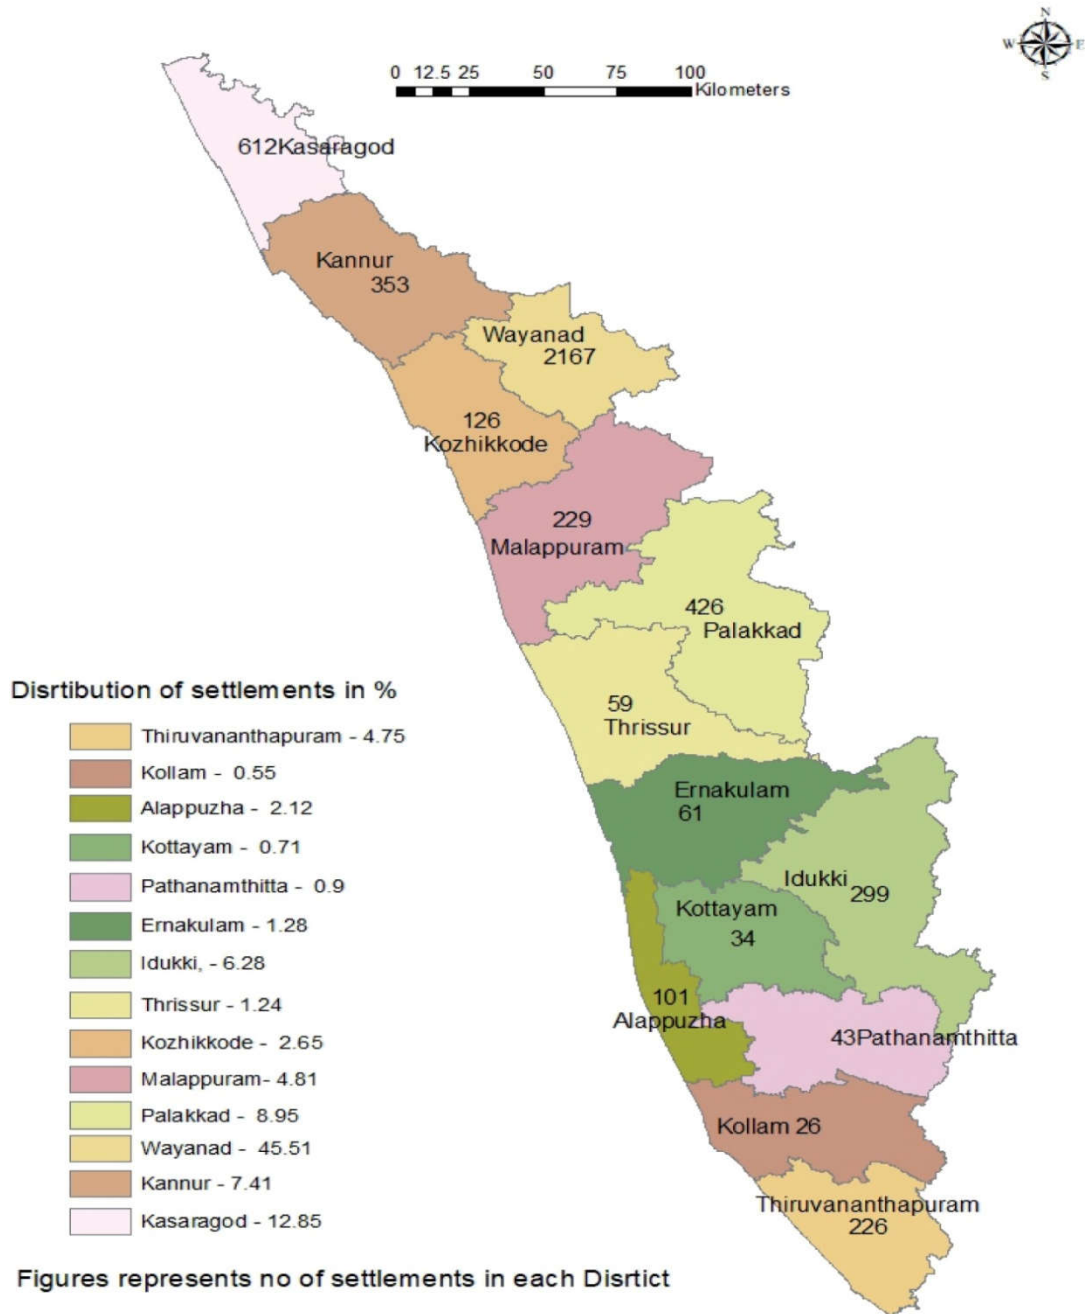 N
W E
S
0 12.5 25 50 75 100
Kilometers
612Kasaragod
Kannur
353
Wayanad
2167
126
Kozhikkode
229
Malappuram
426
Palakkad
59
Thrissur
Ernakulam
61
Idukki
299
Kottayam
34
101
Alappuzha
43Pathanamthitta
Kollam 26
Thiruvananthapuram
226
Disrtibution of settlements in %
Thiruvananthapuram - 4.75
Kollam - 0.55
Alappuzha - 2.12
Kottayam - 0.71
Pathanamthitta - 0.9
Ernakulam - 1.28
Idukki, - 6.28
Thrissur - 1.24
Kozhikkode - 2.65
Malappuram- 4.81
Palakkad - 8.95
Wayanad - 45.51
Kannur - 7.41
Kasaragod - 12.85
Figures represents no of settlements in each Disrtict